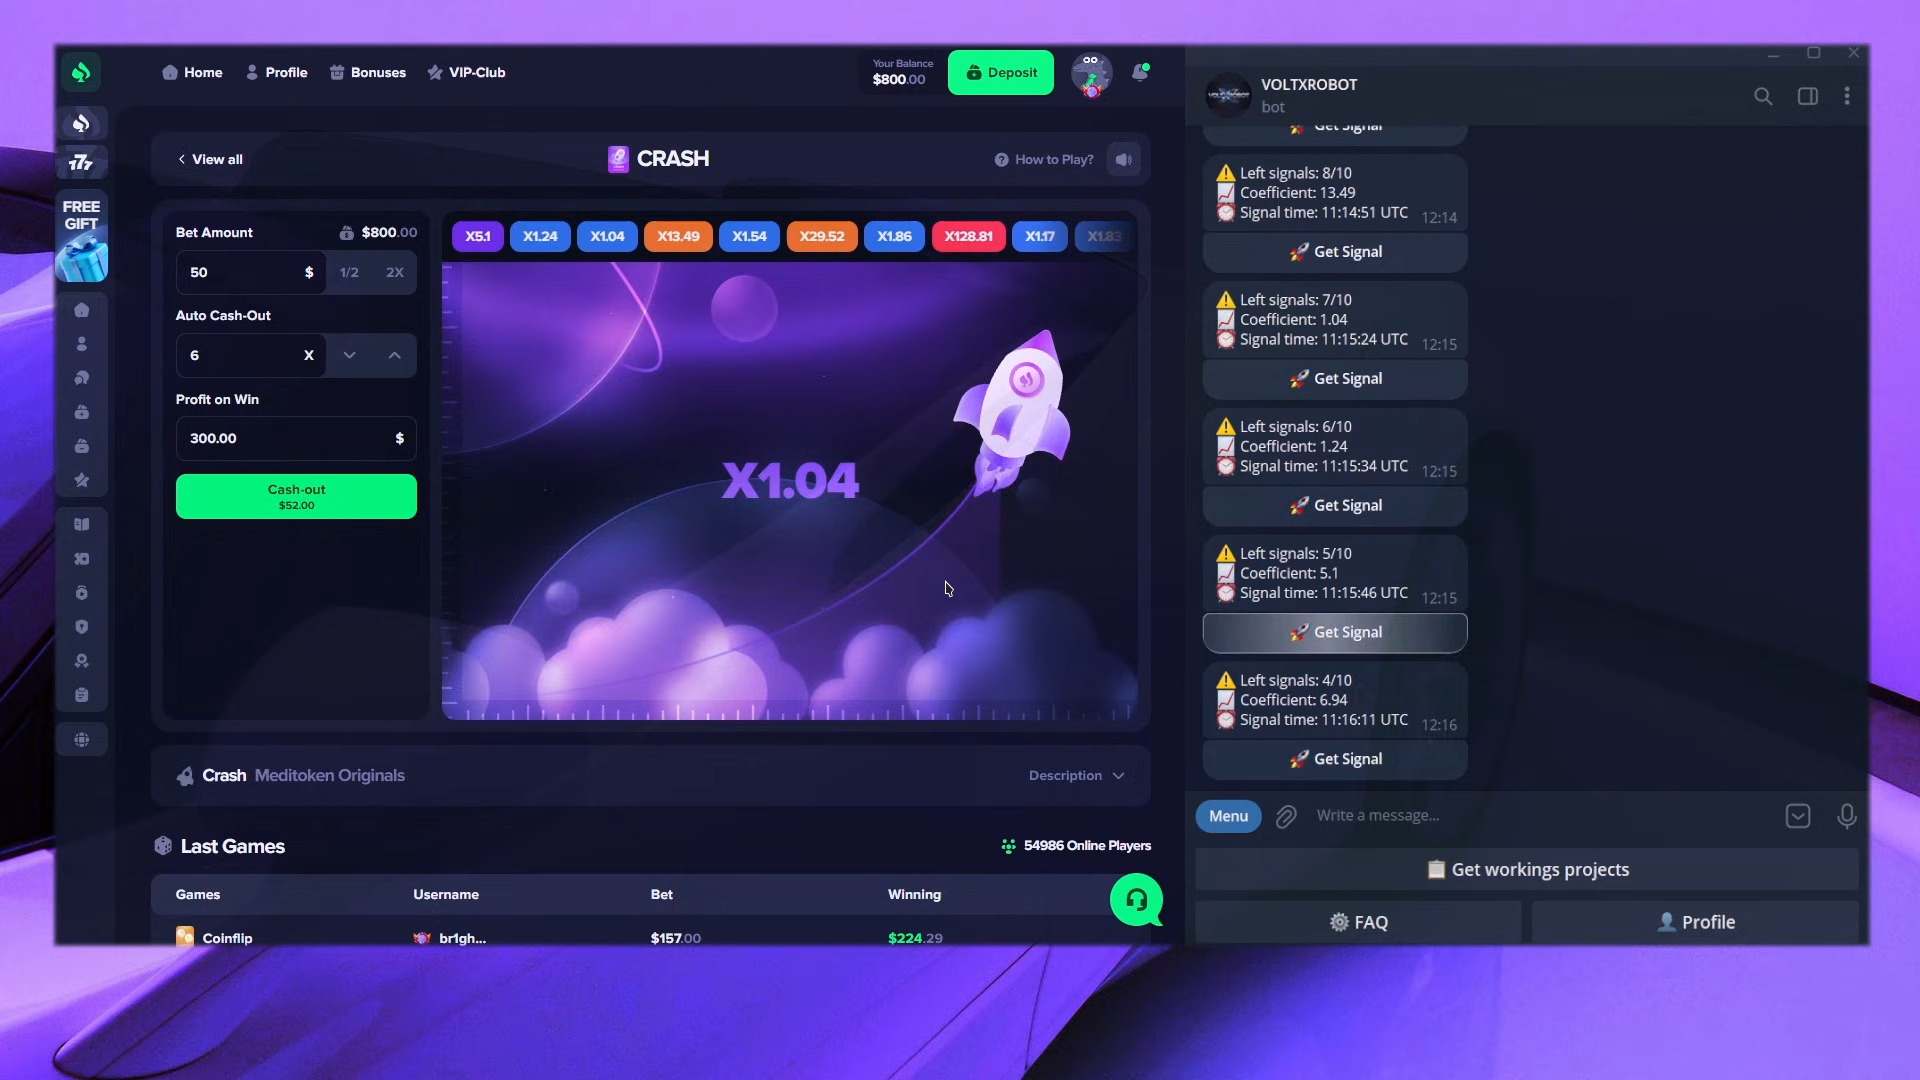 Home
Profile
Bonuses
VIP-Club
Your Balance
$800.00
Deposit
777
FREE
GIFT
View all
CRASH
How to Play?
Bet Amount
$800.00
50
$
1/2
2X
Auto Cash-Out
6
X
Profit on Win
300.00
$
Cash-out
$52.00
X5.1
X1.24
X1.04
X13.49
X1.54
X29.52
X1.86
X128.81
X1.17
X1.83
X1.04
Crash
Meditoken Originals
Description
Last Games
54986 Online Players
Games
Username
Bet
Winning
Coinflip
br1gh...
$157.00
$224.29
VOLTXROBOT
bot
Get Signal
Left signals: 8/10
Coefficient: 13.49
Signal time: 11:14:51 UTC
12:14
Get Signal
Left signals: 7/10
Coefficient: 1.04
Signal time: 11:15:24 UTC
12:15
Get Signal
Left signals: 6/10
Coefficient: 1.24
Signal time: 11:15:34 UTC
12:15
Get Signal
Left signals: 5/10
Coefficient: 5.1
Signal time: 11:15:46 UTC
12:15
Get Signal
Left signals: 4/10
Coefficient: 6.94
Signal time: 11:16:11 UTC
12:16
Get Signal
Menu
Write a message...
Get workings projects
FAQ
Profile